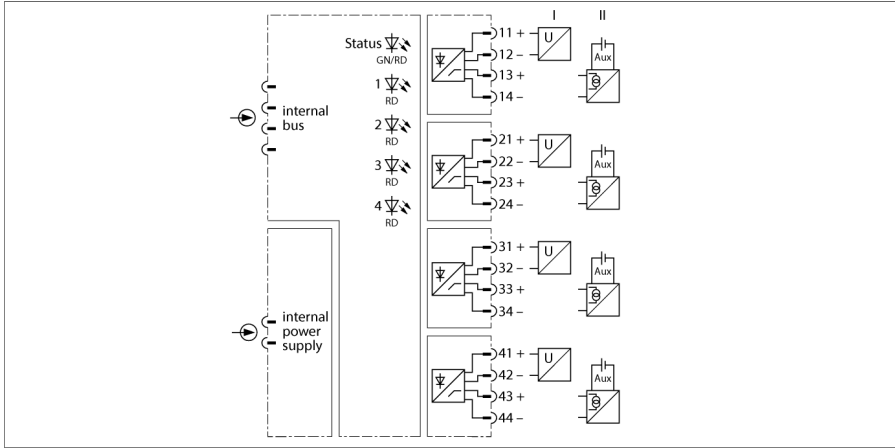 I II
Status
GN/RD
11 +
12 –
13 +
14 –
U
Aux
1
RD
internal
bus
2
RD
21 +
22 –
23 +
24 –
U
Aux
3
RD
4
RD
31 +
32 –
33 +
34 –
U
Aux
internal
power
supply
41 +
42 –
43 +
44 –
U
Aux